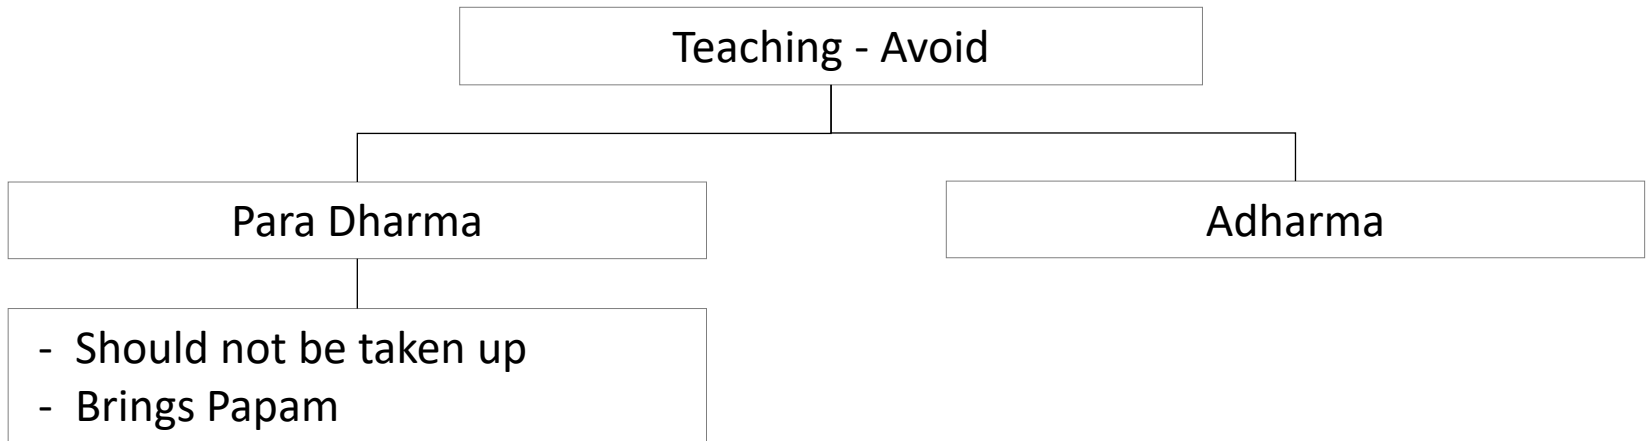 Teaching - Avoid
Para Dharma
Adharma
- Should not be taken up
- Brings Papam